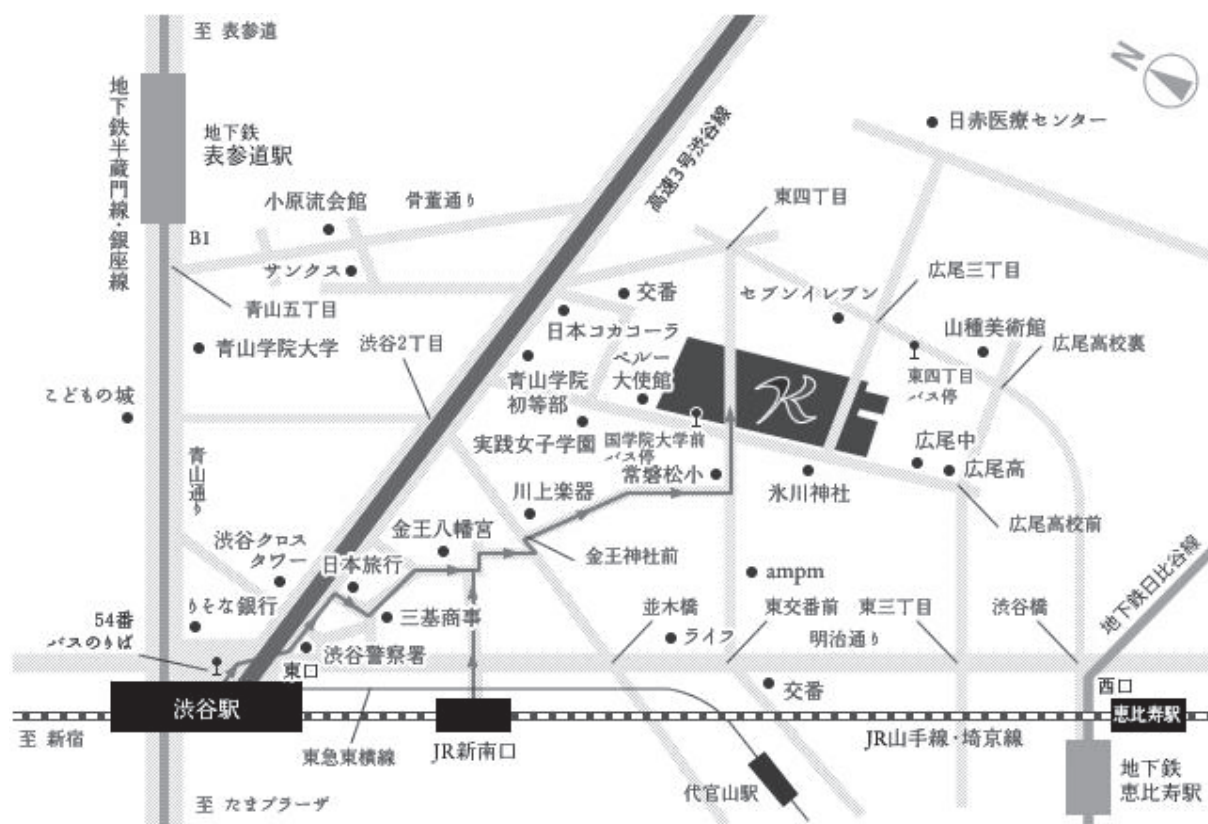 至 表参道
N
地下鉄半蔵門線・銀座線
地下鉄
表参道駅
高速3号渋谷線
日赤医療センター
小原流会館
骨董通り
東四丁目
B1
サンクス
青山五丁目
交番
セブンイレブン
広尾三丁目
日本コカコーラ
青山学院大学
渋谷2丁目
山種美術館
広尾高校裏
ペルー
大使館
青山学院
初等部
東四丁目
バス停
こどもの城
実践女子学園
国学院大学前
バス停
広尾中
広尾高
青山通り
常磐松小
氷川神社
川上楽器
広尾高校前
渋谷クロス
タワー
金王八幡宮
金王神社前
日本旅行
ampm
地下鉄日比谷線
りそな銀行
三基商事
並木橋
東交番前
東三丁目
渋谷橋
54番
バスのりば
ライフ
明治通り
渋谷警察署
東口
交番
西口
渋谷駅
恵比寿駅
至 新宿
東急東横線
JR新南口
JR山手線・埼京線
代官山駅
地下鉄
恵比寿駅
至 たまプラーザ